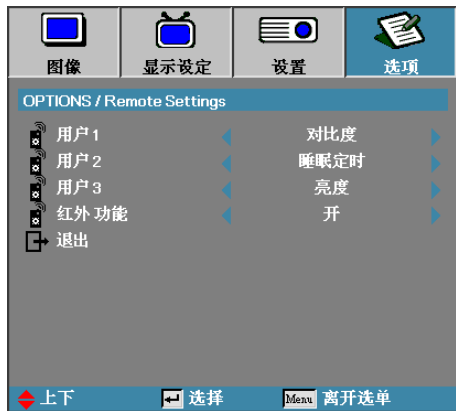 图像 显示设定 设置 选项
OPTIONS / Remote Settings
用户1 对比度
用户2 睡眠定时
用户3 亮度
红外功能 开
退出
上下 选择 Menu 离开选单